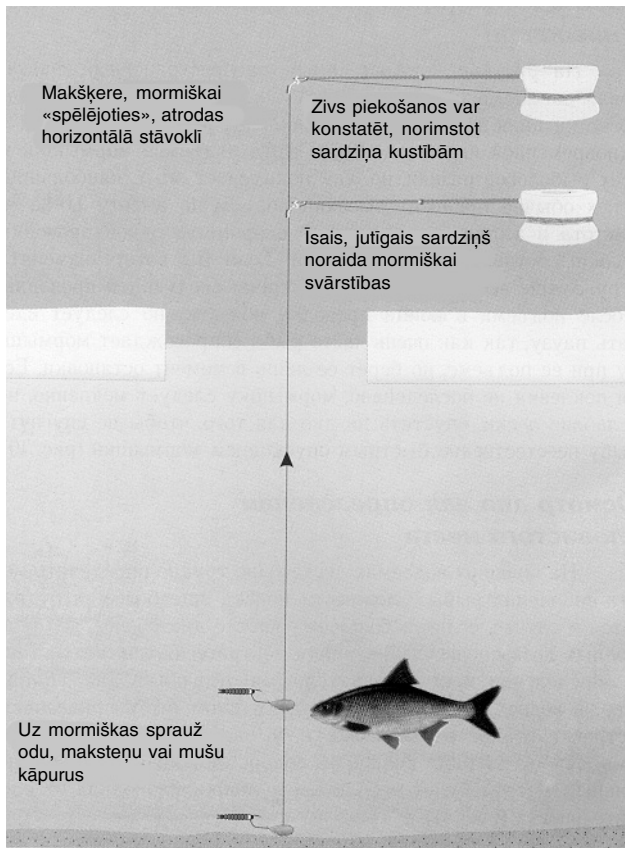 Makšķere, mormiškai
«spēlējoties», atrodas
horizontālā stāvoklī
Zivs piekošanos var
konstatēt, norimstot
sardziņa kustībām
Īsais, jutīgais sardziņš
noraida mormiškai
svārstības
Uz mormiškas sprauž
odu, maksteņu vai mušu
kāpurus